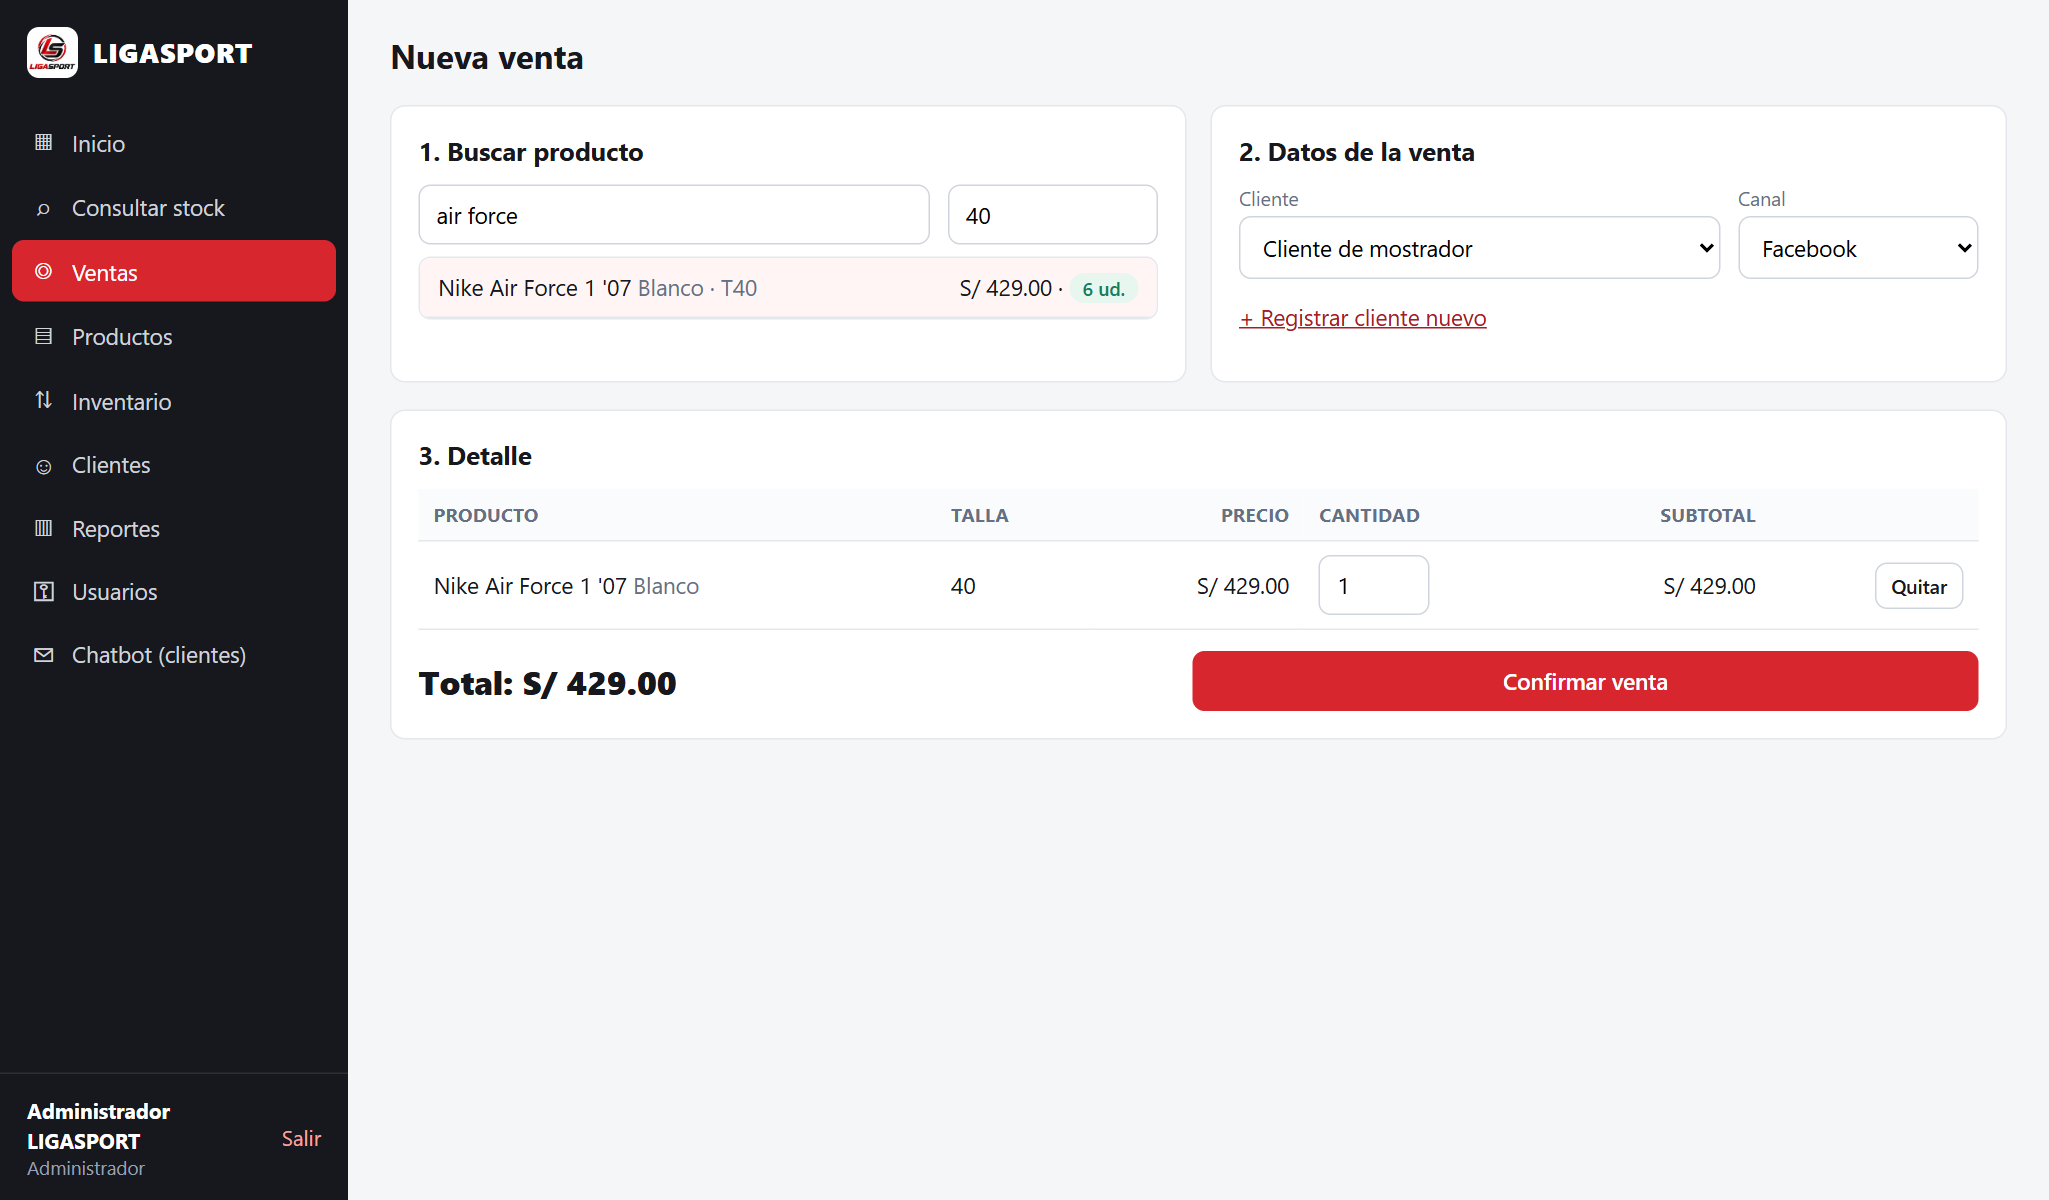 LIGASPORT
LIGASPORT
Inicio
Consultar stock
Ventas
Productos
Inventario
Clientes
Reportes
Usuarios
Chatbot (clientes)
Administrador
LIGASPORT
Administrador
Salir
Nueva venta
1. Buscar producto
air force
40
Nike Air Force 1 '07 Blanco · T40 S/ 429.00 · 6 ud.
2. Datos de la venta
Cliente Canal
Cliente de mostrador Facebook
+ Registrar cliente nuevo
3. Detalle
PRODUCTO TALLA PRECIO CANTIDAD SUBTOTAL
Nike Air Force 1 '07 Blanco 40 S/ 429.00 1 S/ 429.00 Quitar
Total: S/ 429.00 Confirmar venta